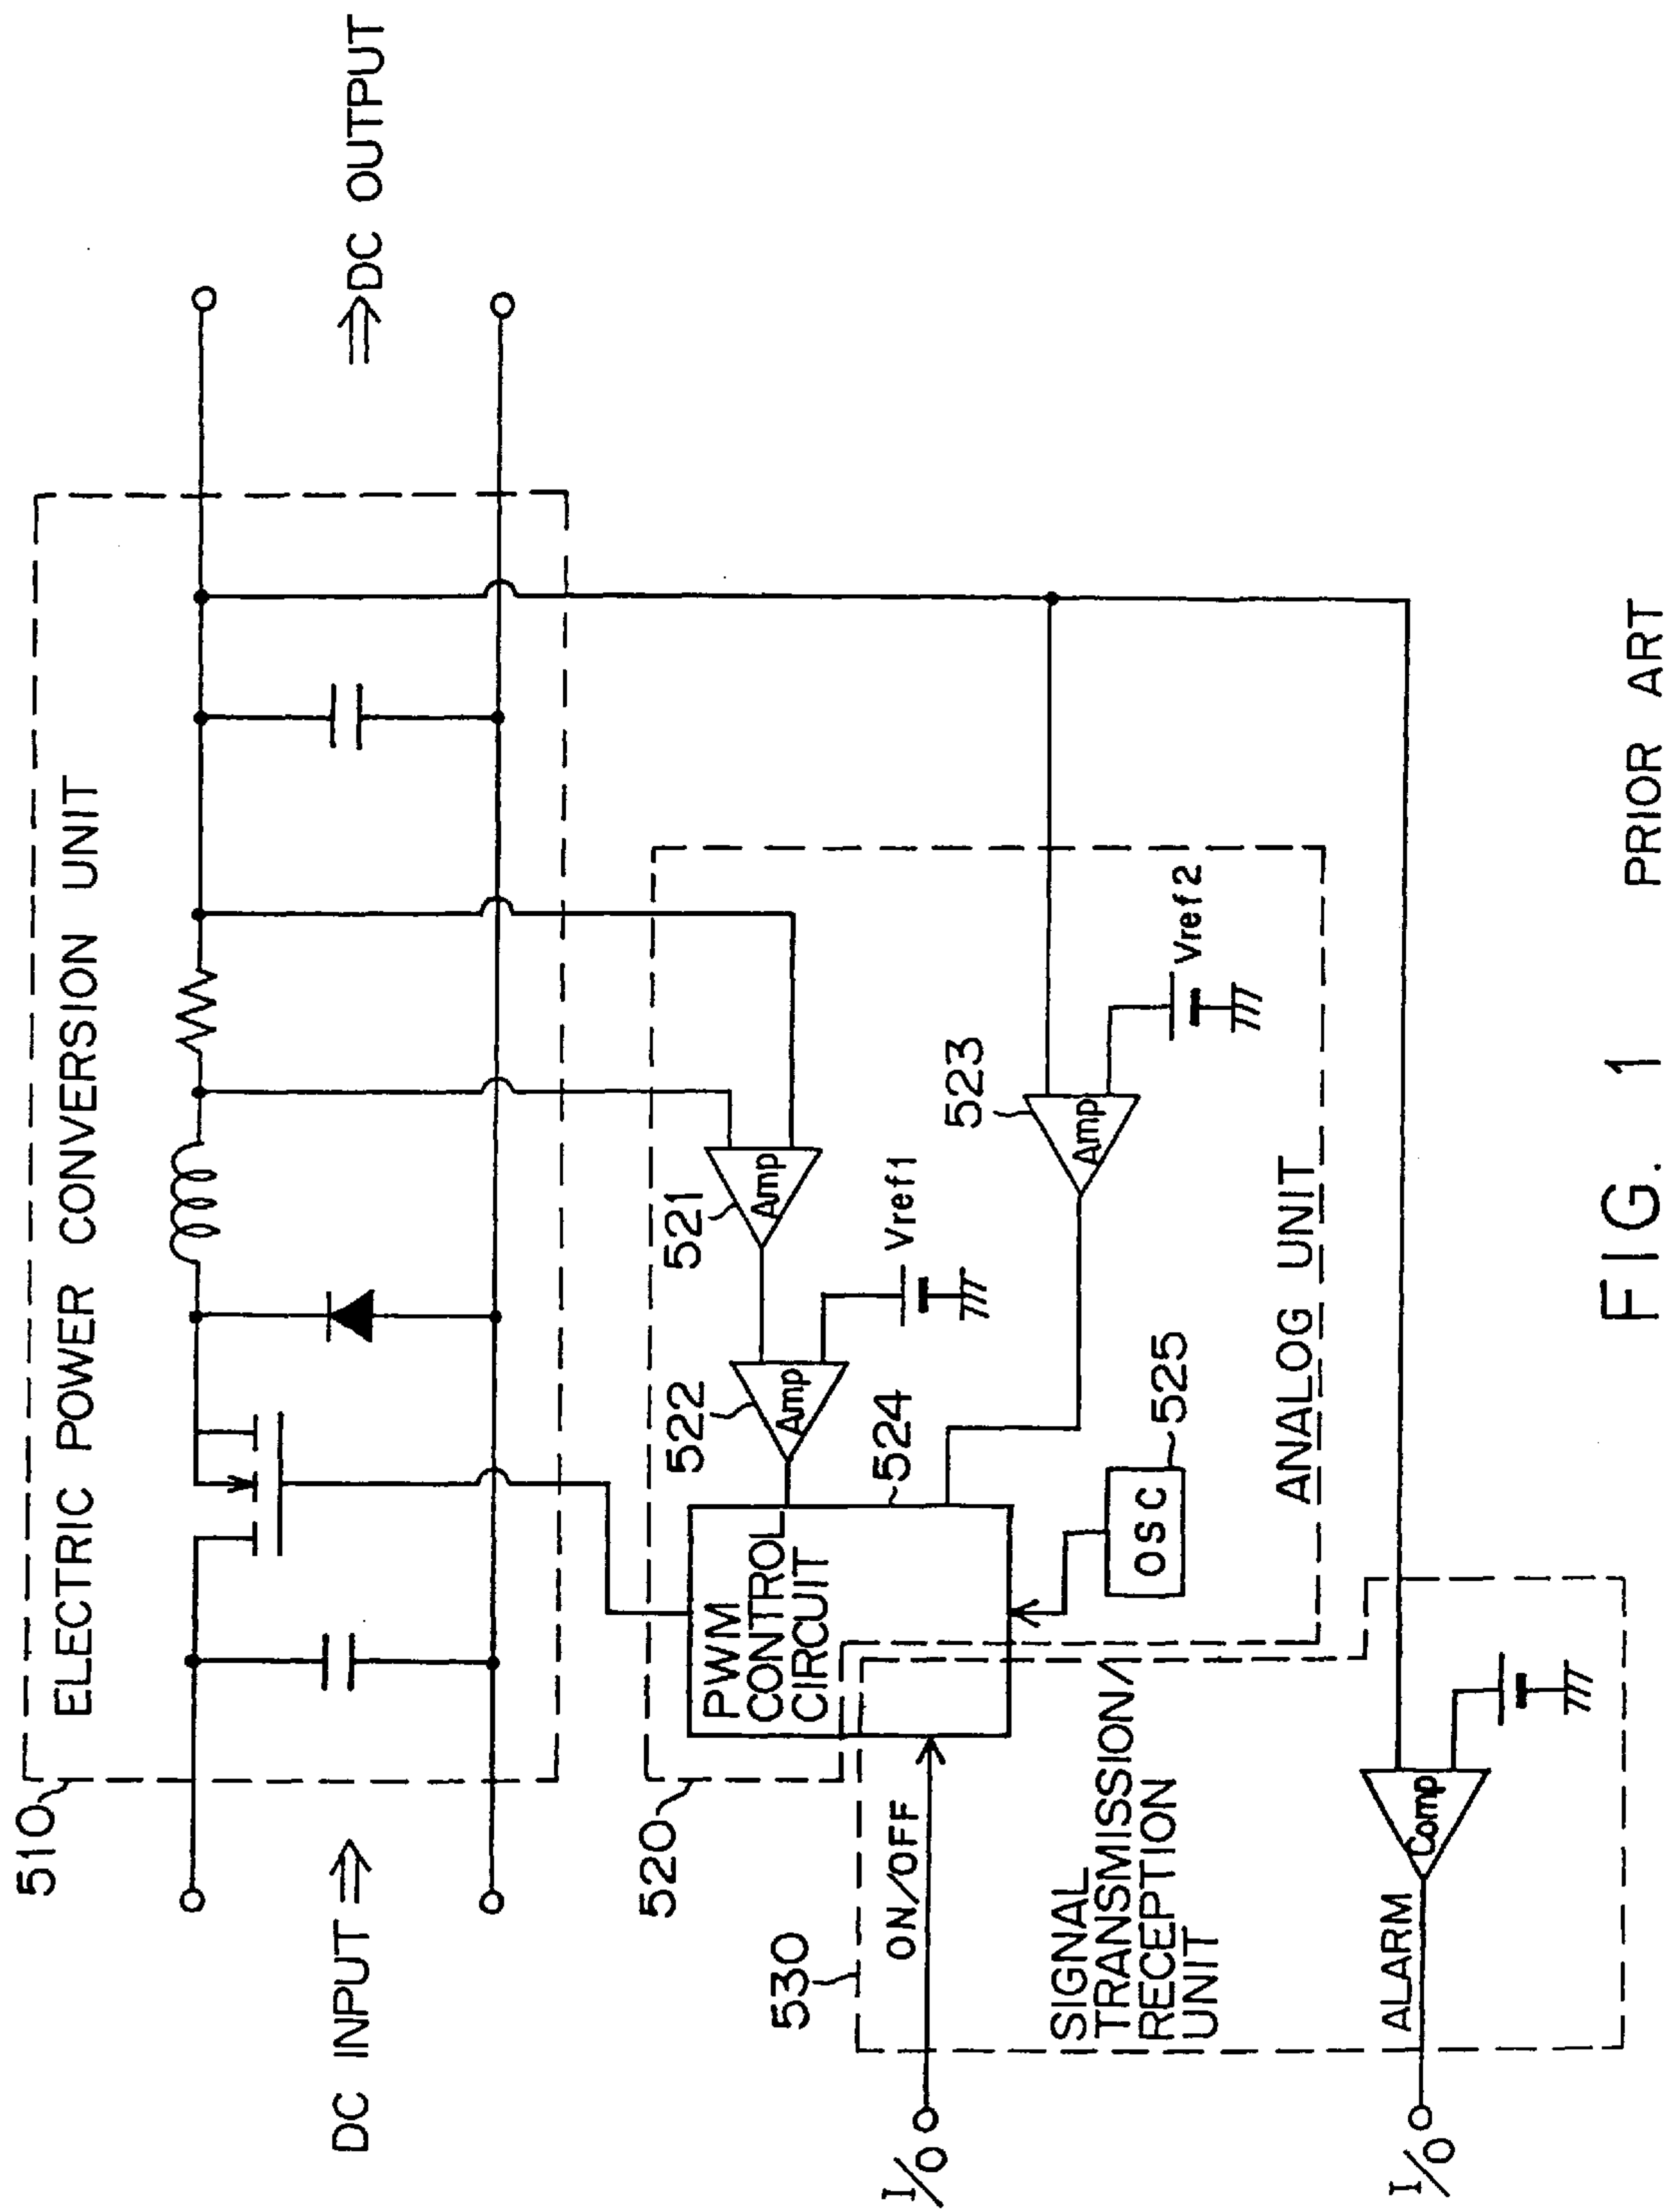 510
ELECTRIC POWER CONVERSION UNIT
DC INPUT ⇒
⇒ DC OUTPUT
520
521
Amp
522
Amp
Vref1
PWM
CONTROL
CIRCUIT
524
523
Amp
Vref2
OSC
525
ANALOG UNIT
530
ON/OFF
I/O
SIGNAL
TRANSMISSION/
RECEPTION
UNIT
ALARM
Comp
I/O
FIG. 1
PRIOR ART